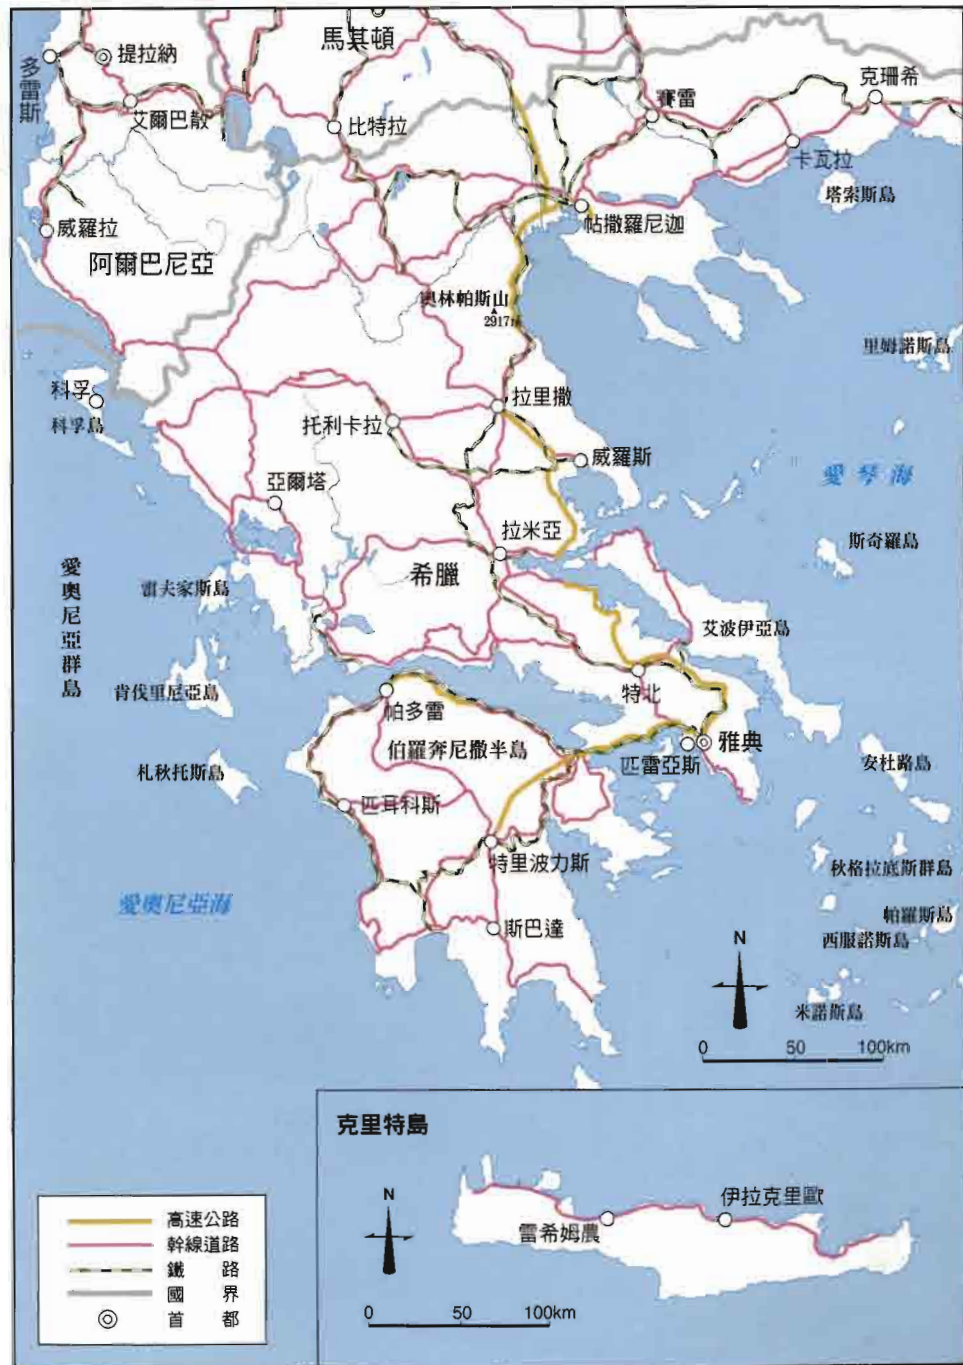 馬其頓
提拉納
多雷斯
艾爾巴散
比特拉
賽雷
克珊希
卡瓦拉
塔索斯島
威羅拉
帖撒羅尼迦
阿爾巴尼亞
奧林帕斯山
2917m
里姆諾斯島
科孚
科孚島
托利卡拉
拉里撒
威羅斯
愛琴海
亞爾塔
拉米亞
斯奇羅島
希臘
愛奧尼亞群島
雷夫家斯島
艾波伊亞島
肯伐里尼亞島
特北
帕多雷
伯羅奔尼撒半島
匹雷亞斯
雅典
札秋托斯島
安杜路島
匹耳科斯
特里波力斯
秋格拉底斯群島
愛奧尼亞海
帕羅斯島
斯巴達
西服諾斯島
N
米諾斯島
0 50 100km
克里特島
N
伊拉克里歐
雷希姆農
0 50 100km
高速公路
幹線道路
鐵路
國界
首都